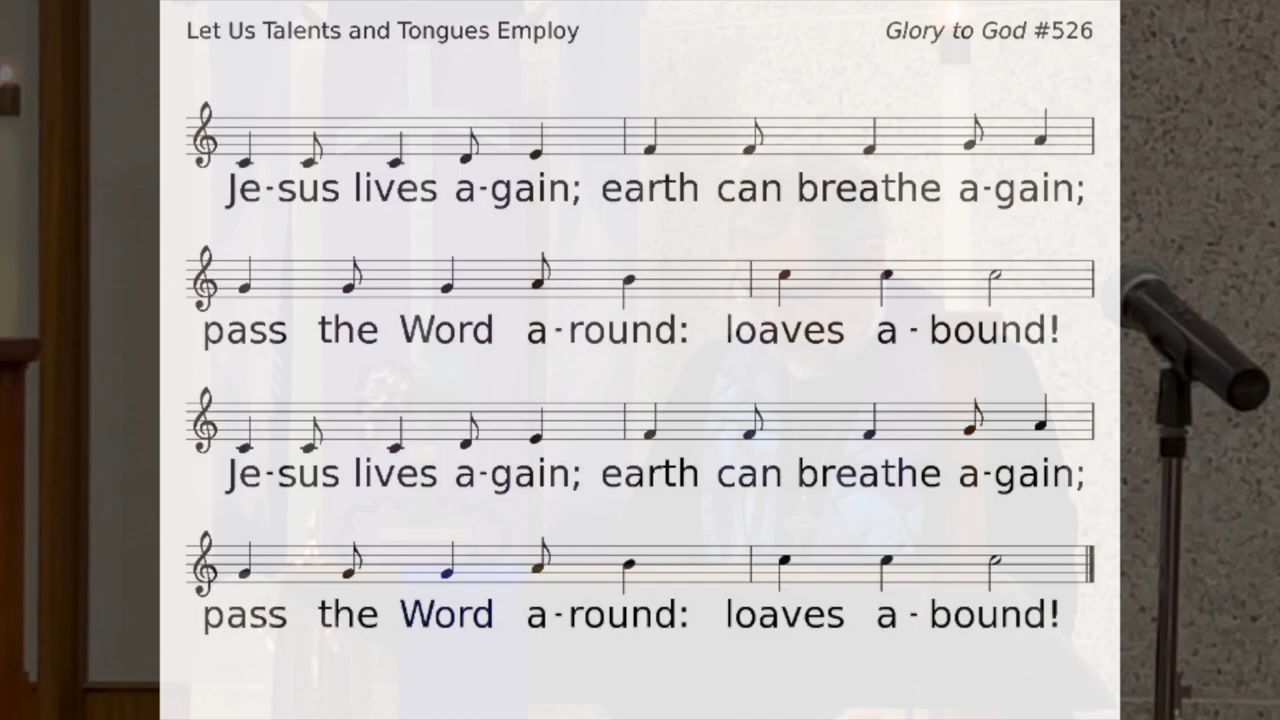 Let Us Talents and Tongues Employ
Glory to God #526
Je-sus lives a-gain; earth can breathe a-gain;
pass the Word a-round: loaves a-bound!
Je-sus lives a-gain; earth can breathe a-gain;
pass the Word a-round: loaves a-bound!